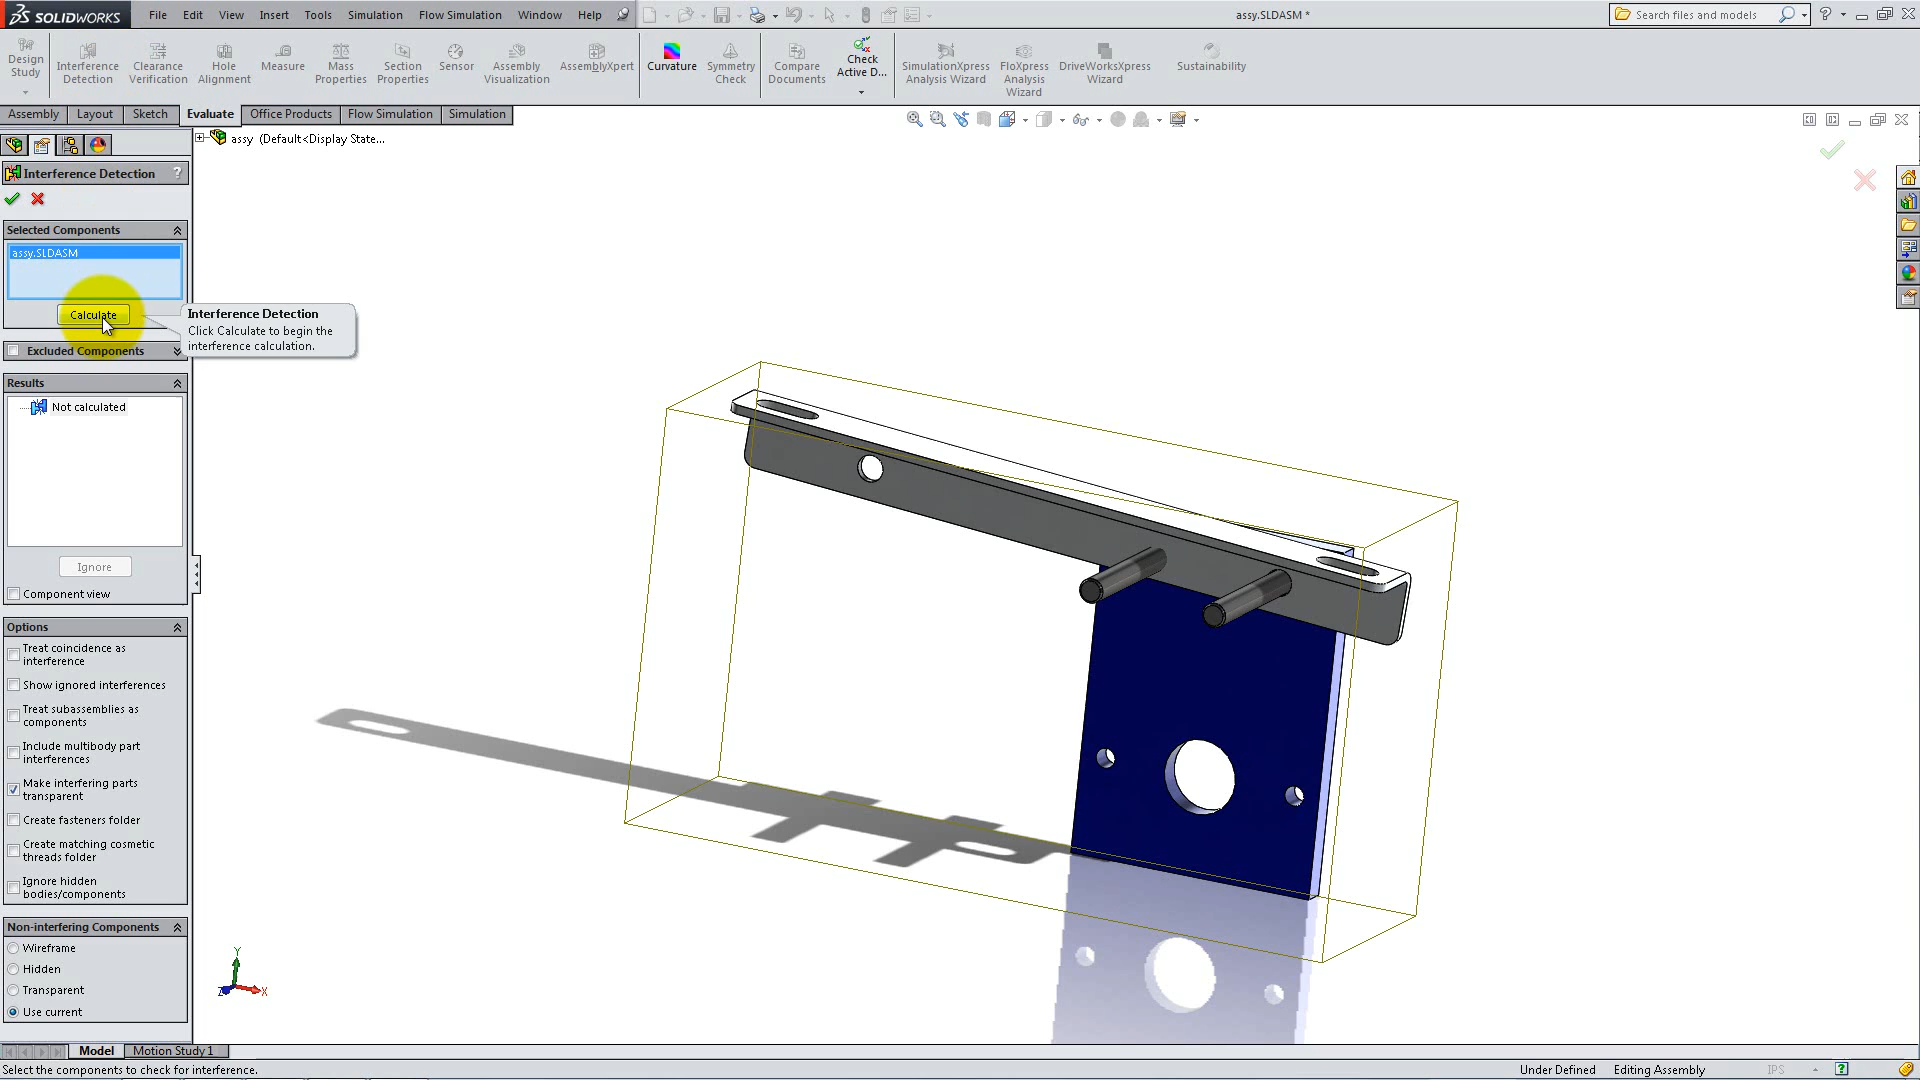 SOLIDWORKS
File Edit View Insert Tools Simulation Flow Simulation Window Help
assy.SLDASM *
Search files and models
Design Study
Interference Detection
Clearance Verification
Hole Alignment
Measure
Mass Properties
Section Properties
Sensor
Assembly Visualization
AssemblyXpert
Curvature
Symmetry Check
Compare Documents
Check Active D...
SimulationXpress Analysis Wizard
FloXpress Analysis Wizard
DriveWorksXpress Wizard
Sustainability
Assembly Layout Sketch Evaluate Office Products Flow Simulation Simulation
assy (Default<Display State...
Interference Detection ?
Selected Components
assy.SLDASM
Calculate
Interference Detection
Click Calculate to begin the
interference calculation.
Excluded Components
Results
Not calculated
Ignore
Component view
Options
Treat coincidence as
interference
Show ignored interferences
Treat subassemblies as
components
Include multibody part
interferences
Make interfering parts
transparent
Create fasteners folder
Create matching cosmetic
threads folder
Ignore hidden
bodies/components
Non-interfering Components
Wireframe
Hidden
Transparent
Use current
Y
Z X
Model Motion Study 1
Select the components to check for interference.
Under Defined Editing Assembly IPS ?